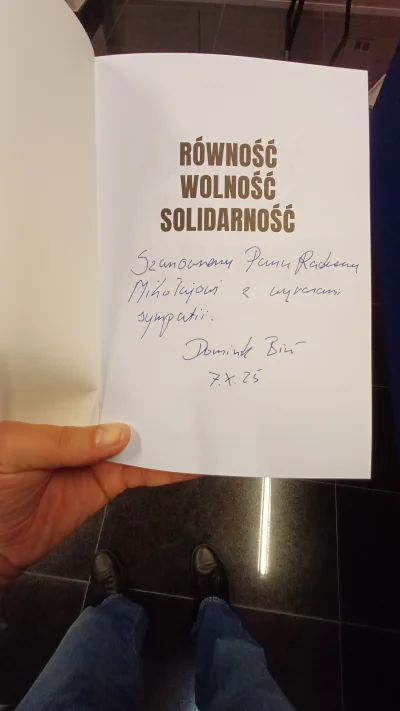 RÓWNOŚĆ
WOLNOŚĆ
SOLIDARNOŚĆ
Szanownemu Panu Radnemu
Mikołajowi z wyrazami
sympatii.
Dominik
7.X.25